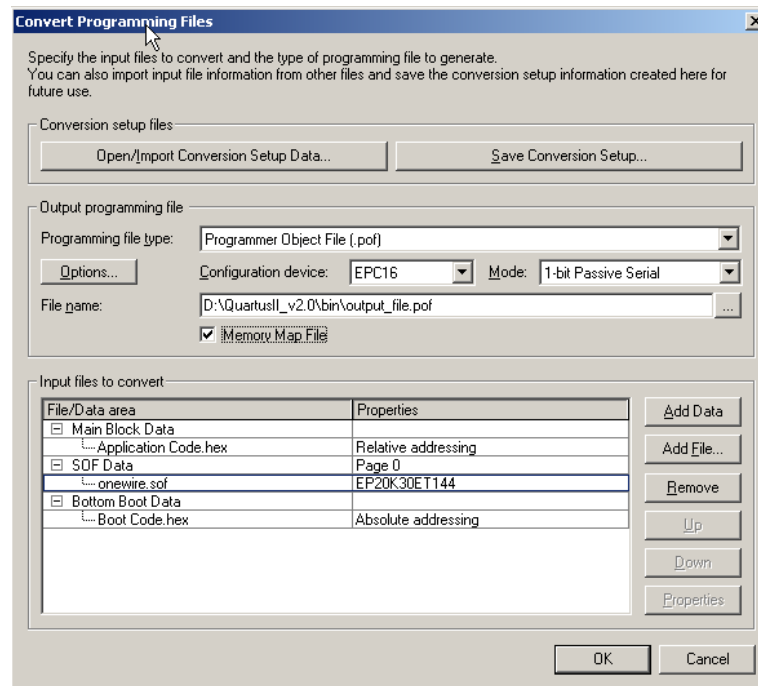 Convert Programming Files
Specify the input files to convert and the type of programming file to generate.
You can also import input file information from other files and save the conversion setup information created here for
future use.
Conversion setup files
Open/Import Conversion Setup Data... Save Conversion Setup...
Output programming file
Programming file type: Programmer Object File (.pof)
Options... Configuration device: EPC16 Mode: 1-bit Passive Serial
File name: D:\QuartusII_v2.0\bin\output_file.pof ...
Memory Map File
Input files to convert
File/Data area Properties Add Data
Main Block Data
Application Code.hex Relative addressing Add File...
SOF Data Page 0
onewire.sof EP20K30ET144 Remove
Bottom Boot Data
Boot Code.hex Absolute addressing Up
Down
Properties
OK Cancel